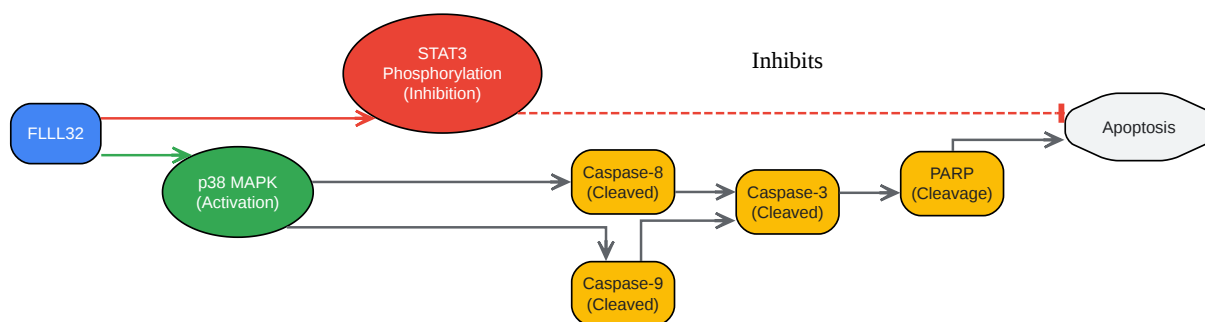 STAT3
Phosphorylation
(Inhibition)
Inhibits
FLLL32
Apoptosis
p38 MAPK
(Activation)
Caspase-8
(Cleaved)
Caspase-3
(Cleaved)
PARP
(Cleavage)
Caspase-9
(Cleaved)